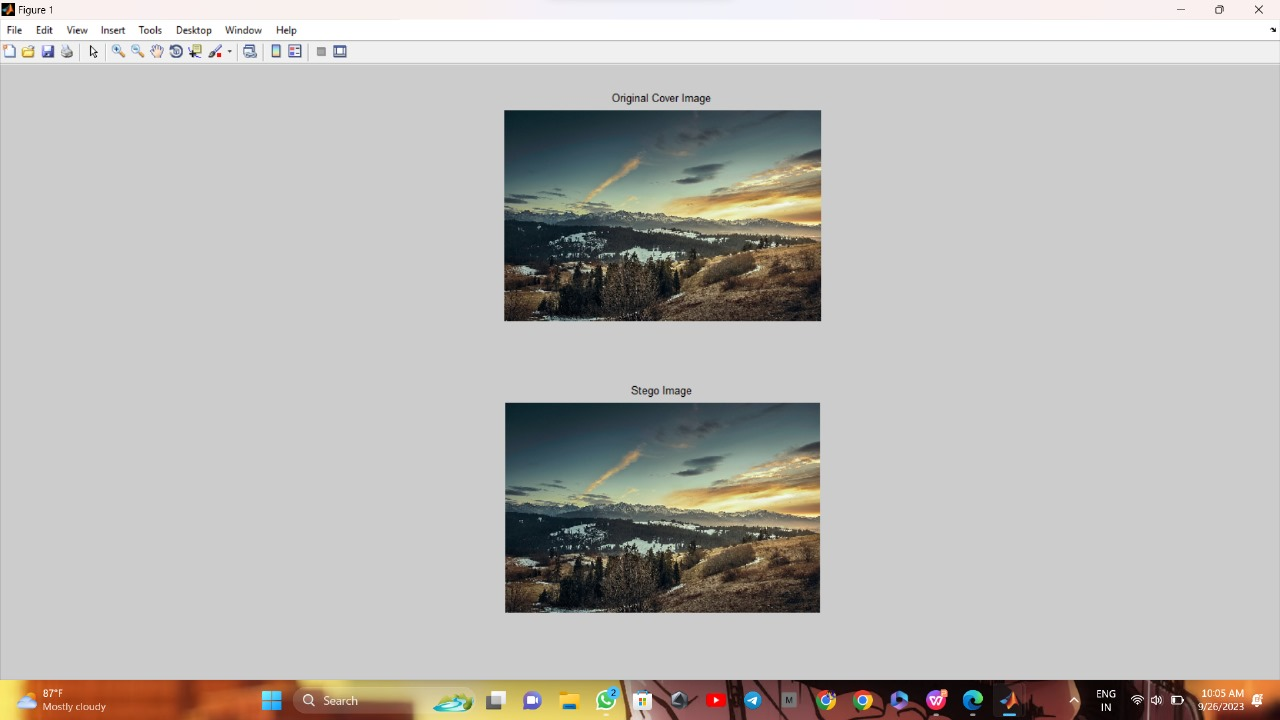 Figure 1
File Edit View Insert Tools Desktop Window Help
Original Cover Image
Stego Image
87°F
Mostly cloudy
Search
2
M
W
ENG
IN
10:05 AM
9/26/2023